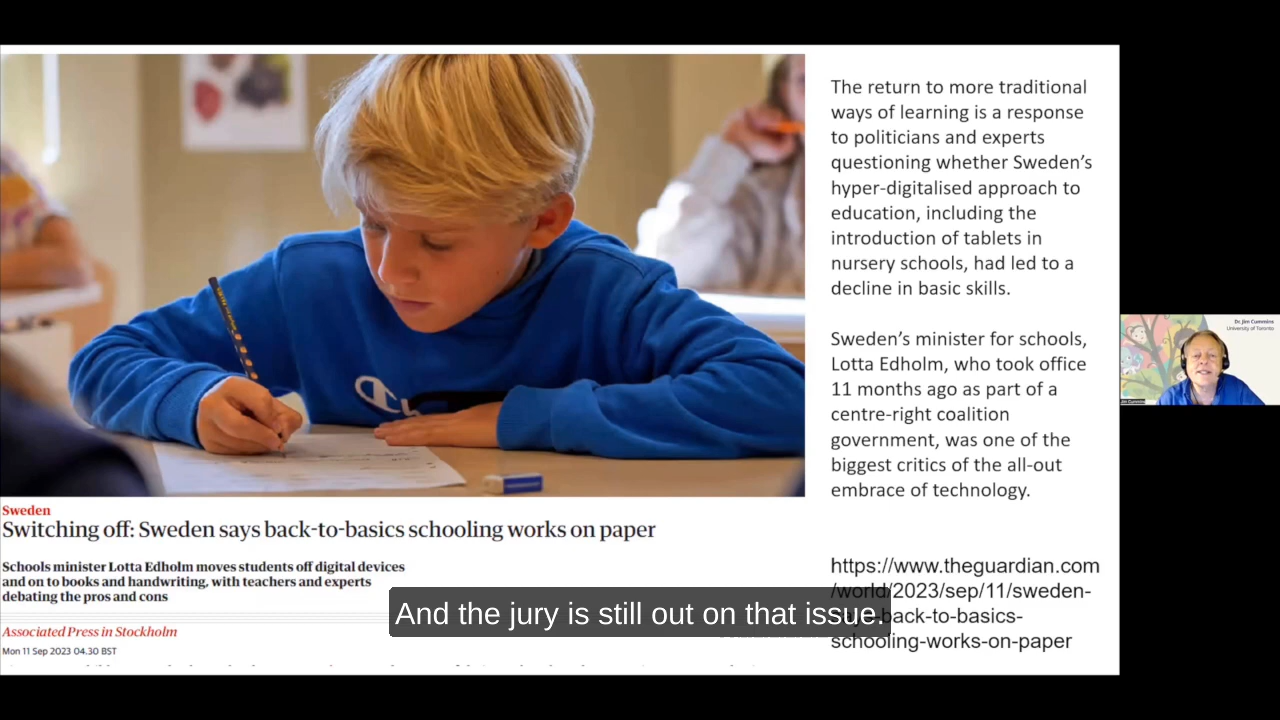 The return to more traditional
ways of learning is a response
to politicians and experts
questioning whether Sweden’s
hyper-digitalised approach to
education, including the
introduction of tablets in
nursery schools, had led to a
decline in basic skills.
Sweden’s minister for schools,
Lotta Edholm, who took office
11 months ago as part of a
centre-right coalition
government, was one of the
biggest critics of the all-out
embrace of technology.
https://www.theguardian.com
/world/2023/sep/11/sweden-
back-to-basics-
schooling-works-on-paper
Sweden
Switching off: Sweden says back-to-basics schooling works on paper
Schools minister Lotta Edholm moves students off digital devices
and on to books and handwriting, with teachers and experts
debating the pros and cons
Associated Press in Stockholm
Mon 11 Sep 2023 04.30 BST
And the jury is still out on that issue.
Dr. Jim Cummins
University of Toronto
Jim Cummins